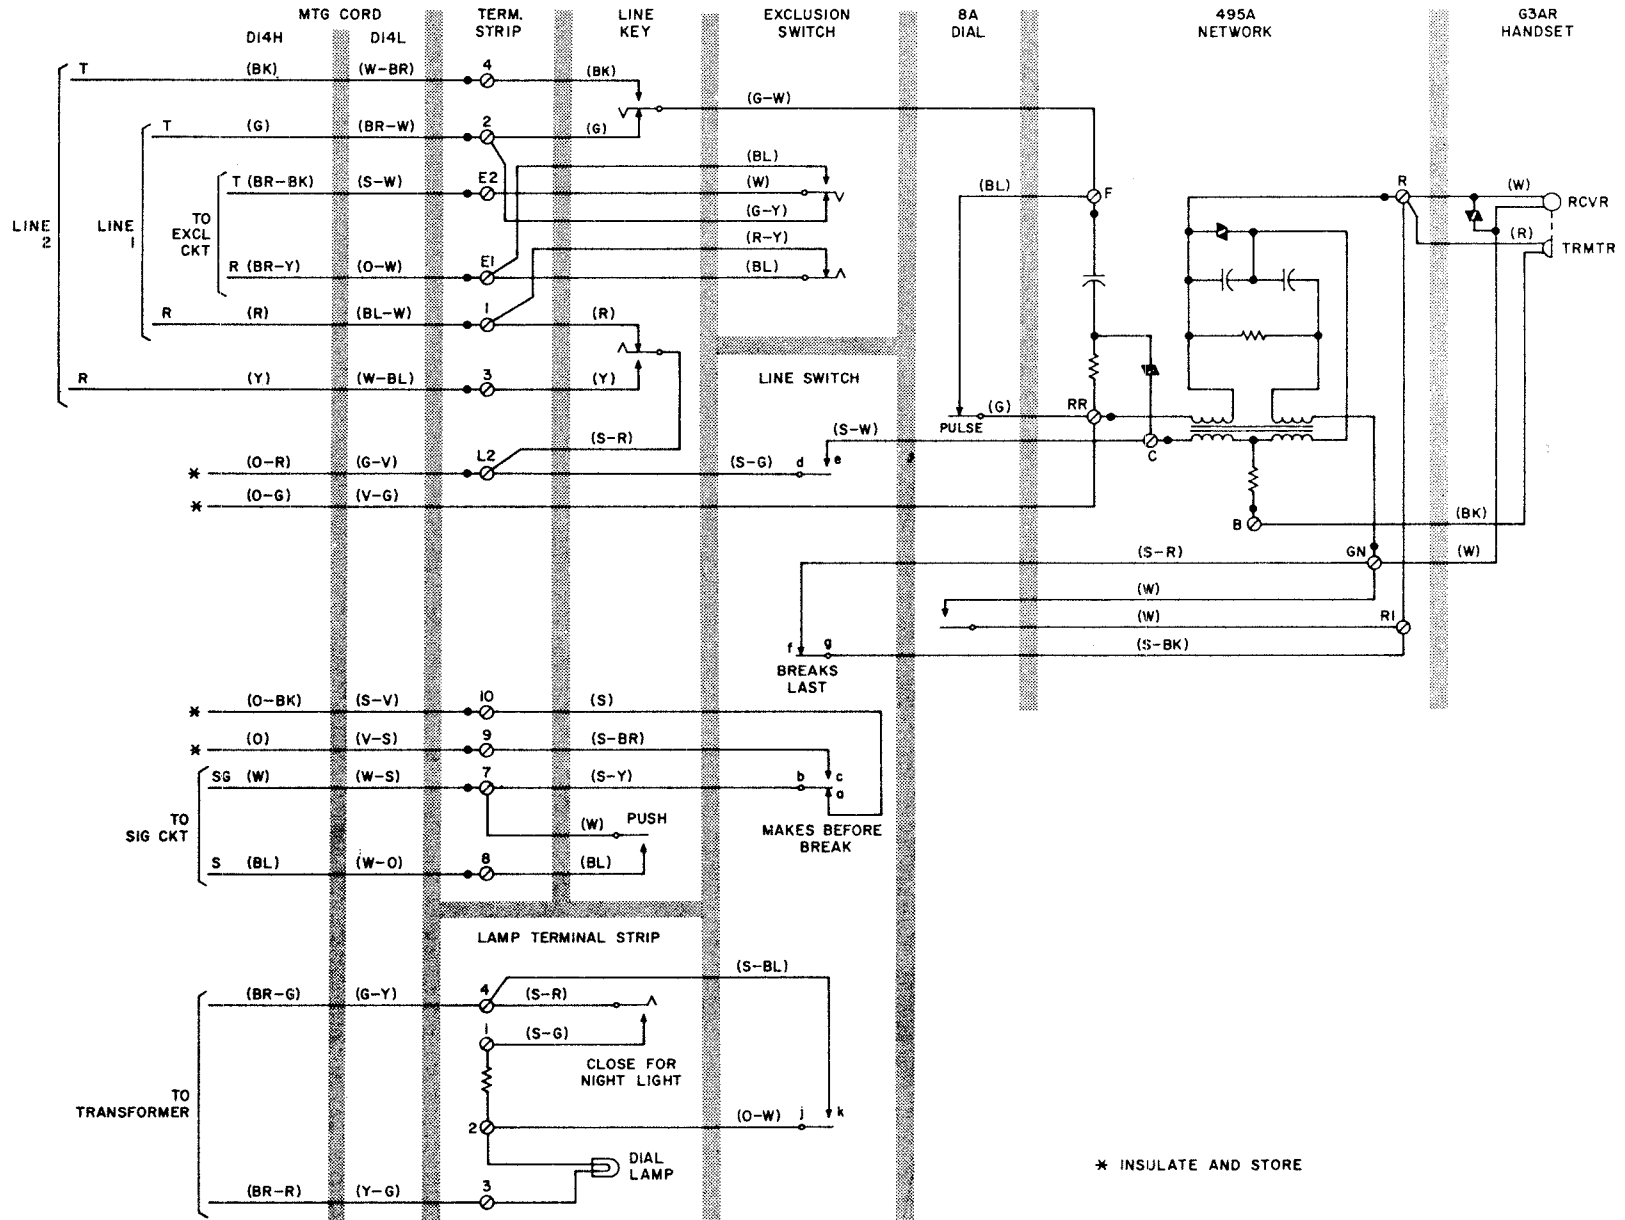 MTG CORD TERM. LINE EXCLUSION 8A 495A G3AR
D14H D14L STRIP KEY SWITCH DIAL NETWORK HANDSET
T (BK) (W-BR) 4 (BK)
(G-W)
T (G) (BR-W) 2 (G)
(BL)
T (BR-BK) (S-W) E2 (W) (BL) F R (W) RCVR
(G-Y)
LINE 2
LINE 1
TO
EXCL
CKT
(R-Y) (R) TRMTR
R (BR-Y) (O-W) E1 (BL)
R (R) (BL-W) 1 (R)
R (Y) (W-BL) 3 (Y)
LINE SWITCH
(G) RR
PULSE
(S-R) (S-W) C
(O-R) (G-V) L2 (S-G) d e
* (O-G) (V-G)
B (BK)
(S-R) GN (W)
(W)
(W) R1
f g (S-BK)
BREAKS
LAST
* (O-BK) (S-V) 10 (S)
* (O) (V-S) 9 (S-BR)
SG (W) (W-S) 7 (S-Y) b c
a
TO
SIG CKT
(W) PUSH
MAKES BEFORE
BREAK
S (BL) (W-O) 8 (BL)
LAMP TERMINAL STRIP
(S-BL)
(BR-G) (G-Y) 4 (S-R)
1 (S-G)
CLOSE FOR
NIGHT LIGHT
TO
TRANSFORMER
2 (O-W) j k
DIAL
LAMP
(BR-R) (Y-G) 3
* INSULATE AND STORE